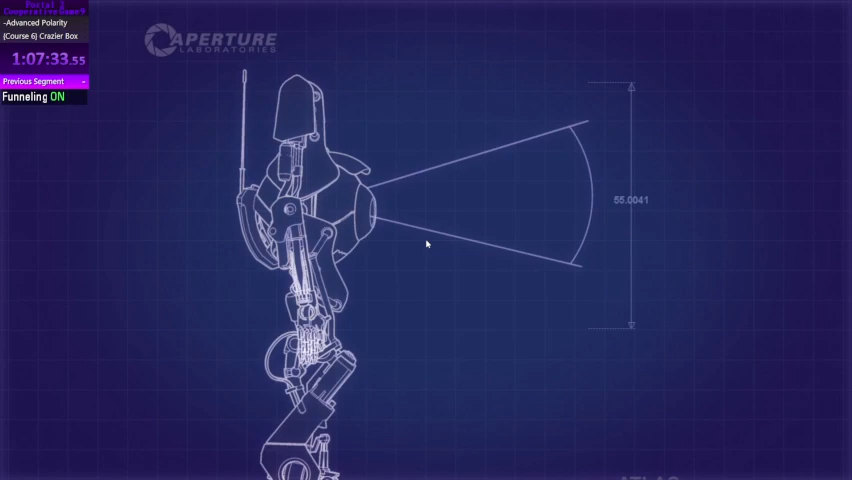 Portal 2
Cooperative Game?
-Advanced Polarity
{Course 6} Crazier Box
1:07:33.55
Previous Segment -
Funneling ON
APERTURE
LABORATORIES
55.0041
ATLAS